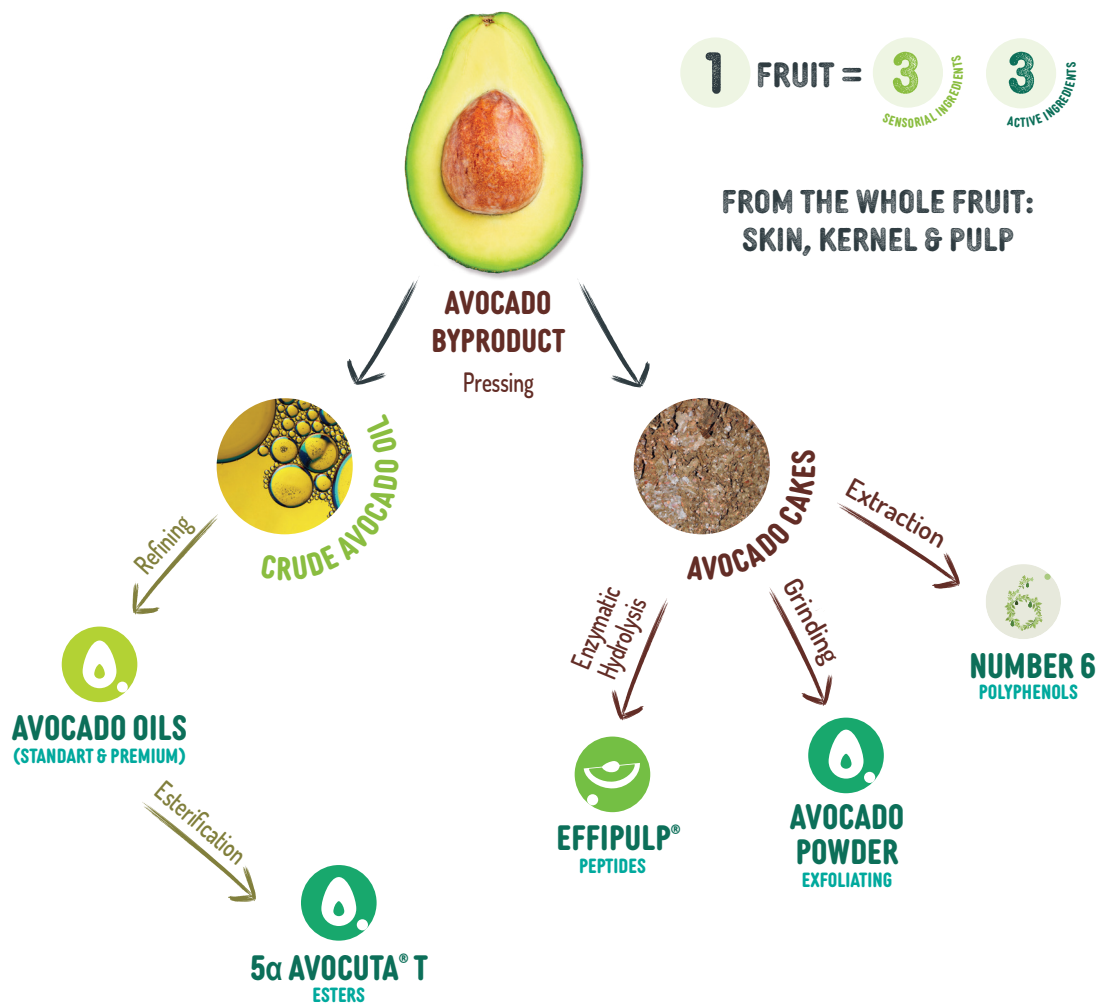 1 FRUIT = 3 3
SENSORIAL INGREDIENTS
ACTIVE INGREDIENTS
FROM THE WHOLE FRUIT:
SKIN, KERNEL & PULP
AVOCADO
BYPRODUCT
Pressing
CRUDE AVOCADO OIL
AVOCADO CAKES
Refining
Extraction
Enzymatic
Hydrolysis
Grinding
AVOCADO OILS
(STANDART & PREMIUM)
NUMBER 6
POLYPHENOLS
Esterification
EFFIPULP®
PEPTIDES
AVOCADO
POWDER
EXFOLIATING
5α AVOCUTA® T
ESTERS